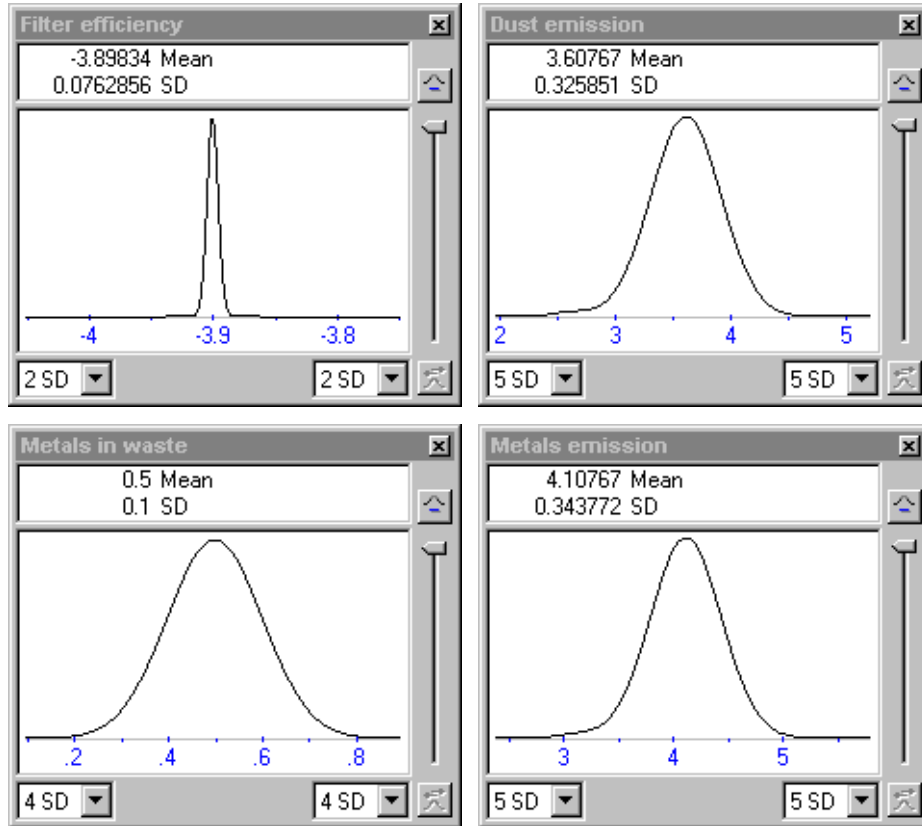 Filter efficiency
-3.89834 Mean
0.0762856 SD
-4 -3.9 -3.8
2 SD 2 SD
Dust emission
3.60767 Mean
0.325851 SD
2 3 4 5
5 SD 5 SD
Metals in waste
0.5 Mean
0.1 SD
.2 .4 .6 .8
4 SD 4 SD
Metals emission
4.10767 Mean
0.343772 SD
3 4 5
5 SD 5 SD